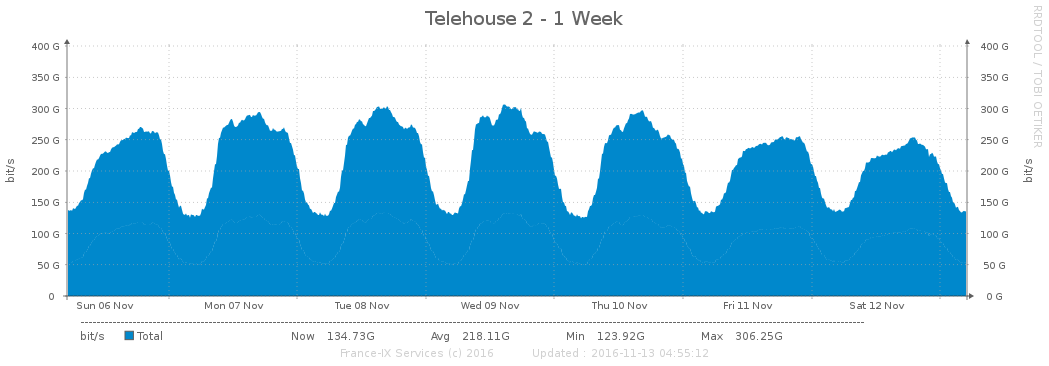 Telehouse 2 - 1 Week
RRDTOOL / TOBI OETIKER
400 G 400 G
350 G 350 G
300 G 300 G
250 G 250 G
200 G 200 G
150 G 150 G
100 G 100 G
50 G 50 G
0 0 G
bit/s bit/s
Sun 06 Nov Mon 07 Nov Tue 08 Nov Wed 09 Nov Thu 10 Nov Fri 11 Nov Sat 12 Nov
bit/s Total Now 134.73G Avg 218.11G Min 123.92G Max 306.25G
France-IX Services (c) 2016 Updated : 2016-11-13 04:55:12